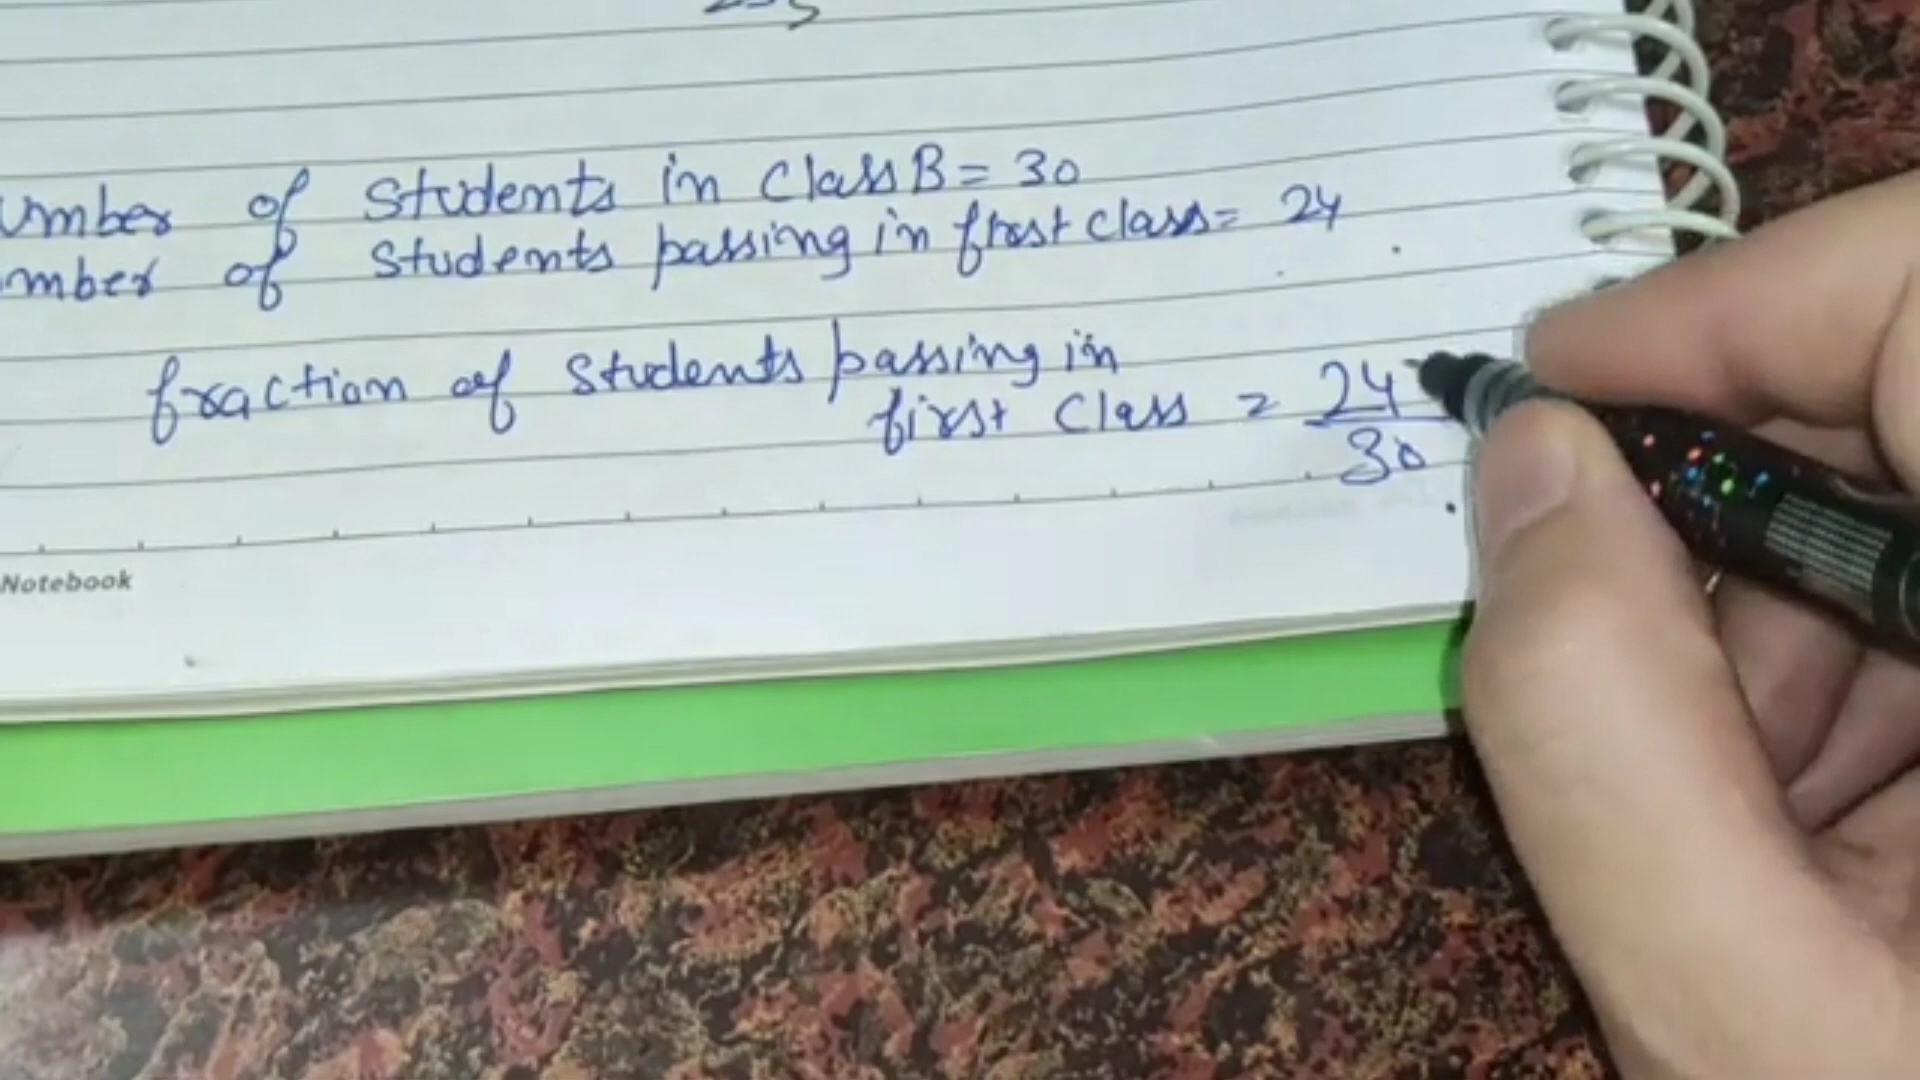 umber of students in class B = 30
mber of students passing in first class = 24
fraction of students passing in
first class = 24
30
Notebook